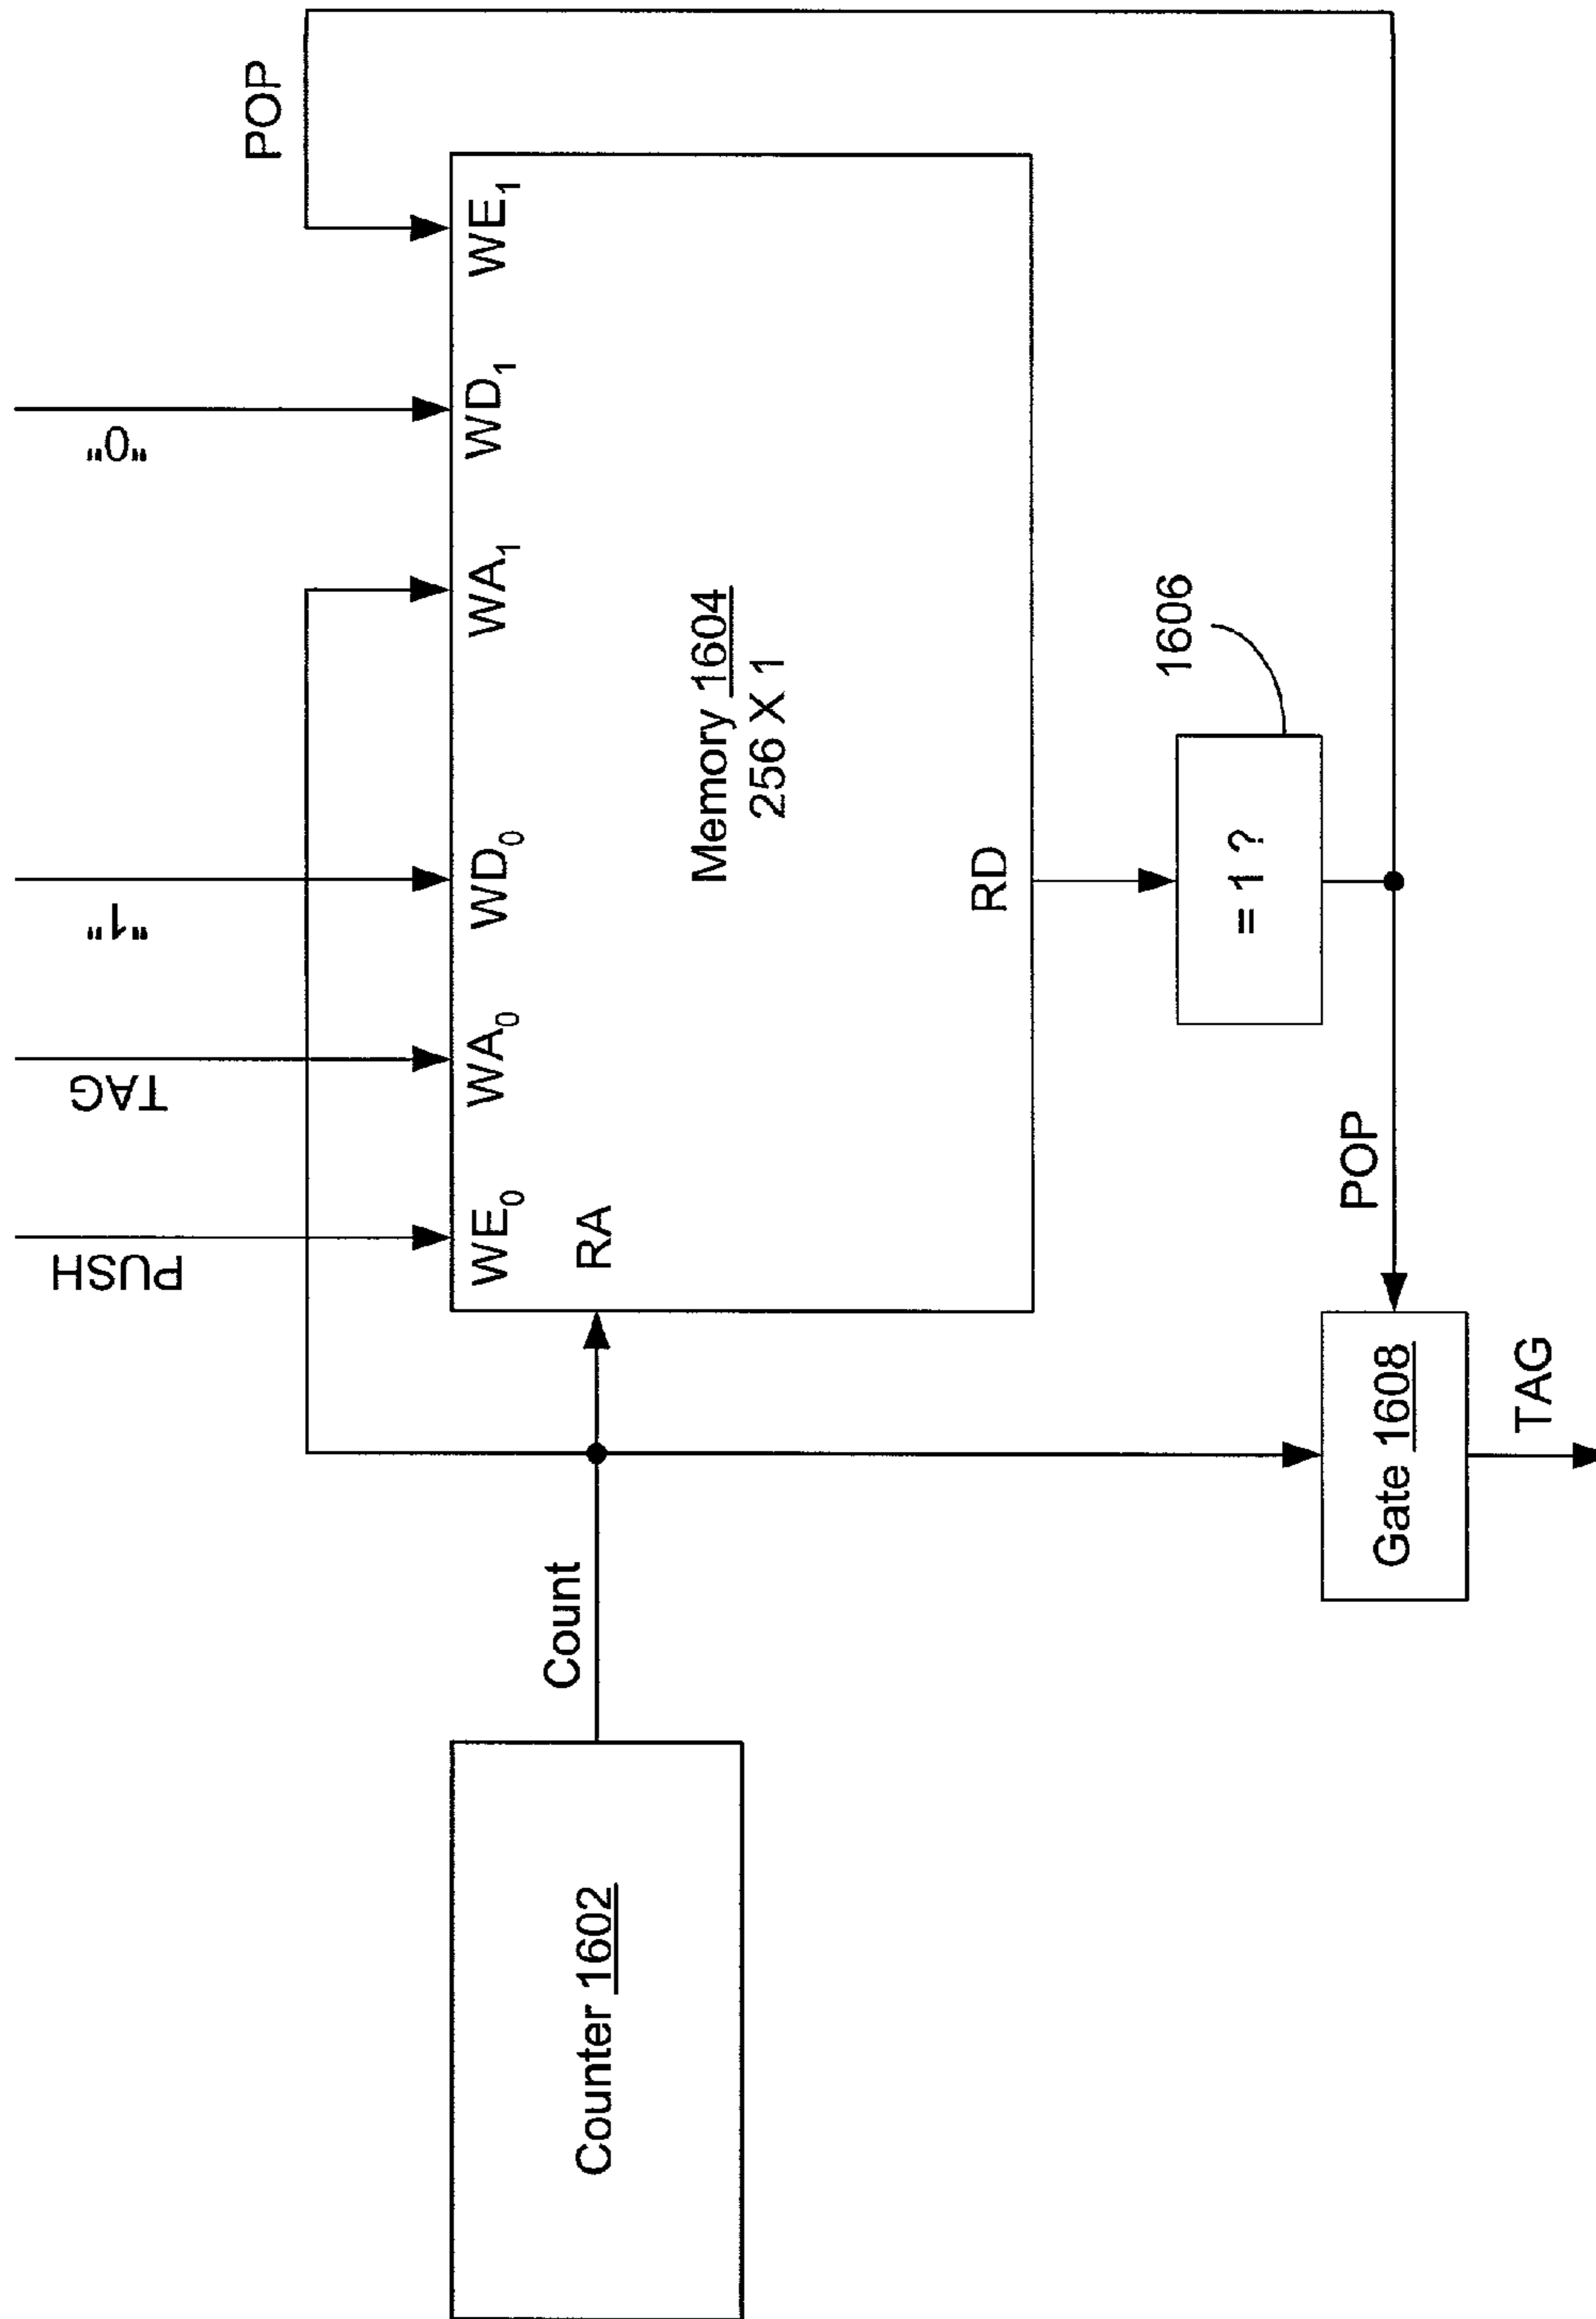 POP
"0"
"1"
TAG
PUSH
WE1
WD1
WA1
WD0
WA0
WE0
RA
Memory 1604
256 X 1
RD
1606
= 1 ?
POP
Count
Counter 1602
Gate 1608
TAG